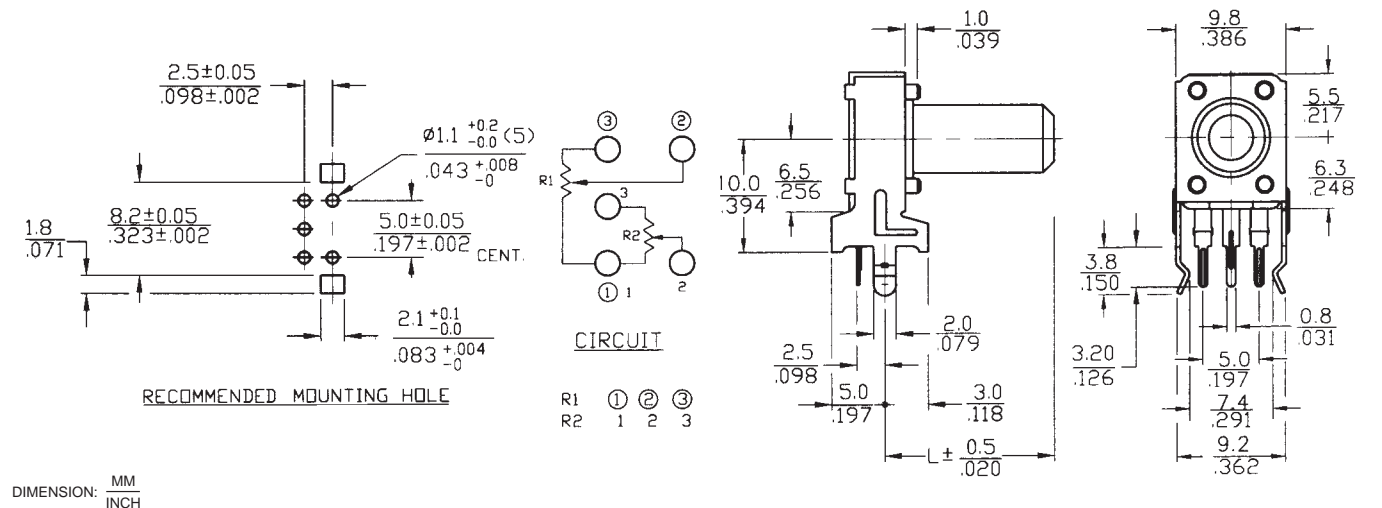 2.5±0.05
.098±.002
Ø1.1 +0.2 -0.0 (5)
.043 +.008 -0
8.2±0.05
.323±.002
1.8
.071
5.0±0.05
.197±.002
CENT.
2.1 +0.1 -0.0
.083 +.004 -0
RECOMMENDED MOUNTING HOLE
③ ②
R1
3
R2
① 1 2
CIRCUIT
R1 ① ② ③
R2 1 2 3
1.0
.039
10.0
.394
6.5
.256
2.0
.079
2.5
.098
5.0
.197
3.0
.118
L± 0.5
.020
9.8
.386
5.5
.217
6.3
.248
3.8
.150
3.20
.126
0.8
.031
5.0
.197
7.4
.291
9.2
.362
DIMENSION: MM
INCH